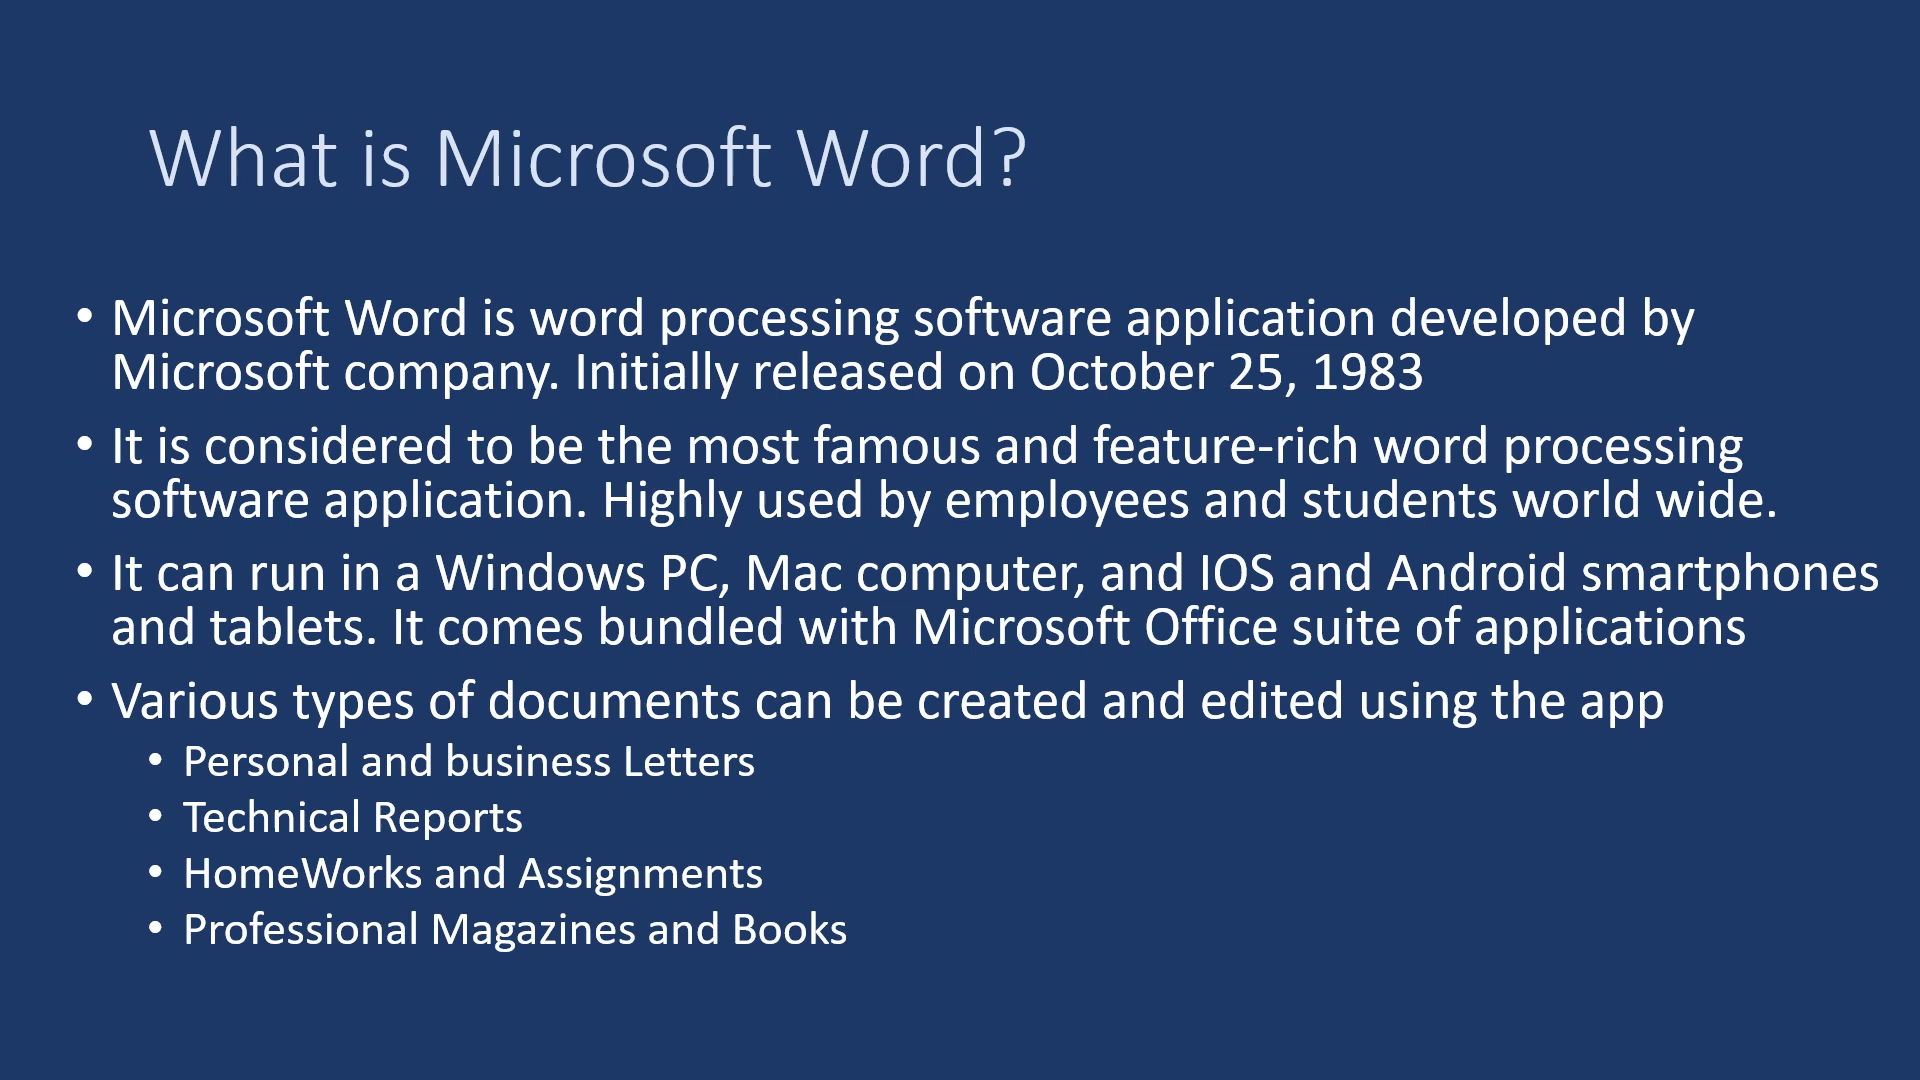 What is Microsoft Word?
• Microsoft Word is word processing software application developed by
Microsoft company. Initially released on October 25, 1983
• It is considered to be the most famous and feature-rich word processing
software application. Highly used by employees and students world wide.
• It can run in a Windows PC, Mac computer, and IOS and Android smartphones
and tablets. It comes bundled with Microsoft Office suite of applications
• Various types of documents can be created and edited using the app
• Personal and business Letters
• Technical Reports
• HomeWorks and Assignments
• Professional Magazines and Books